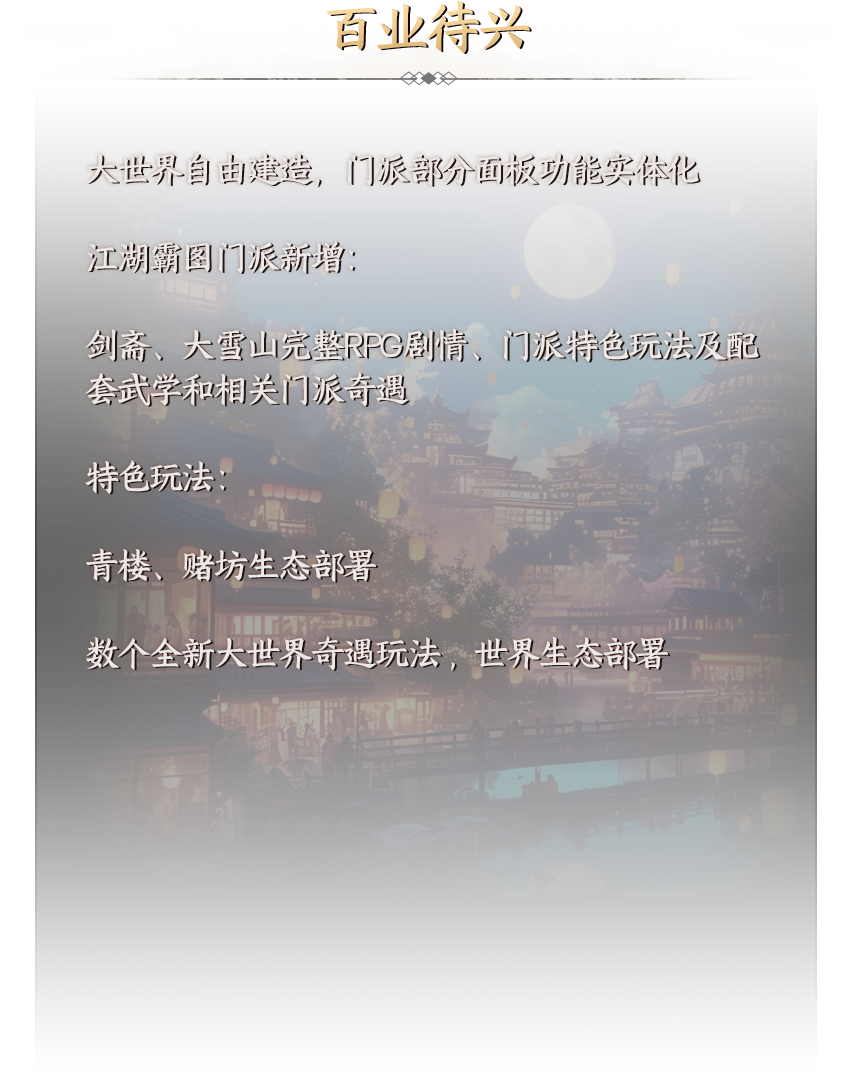 百业待兴
大世界自由建造，门派部分面板功能实体化
江湖霸图门派新增：
剑斋、大雪山完整RPG剧情、门派特色玩法及配
套武学和相关门派奇遇
特色玩法：
青楼、赌坊生态部署
数个全新大世界奇遇玩法，世界生态部署